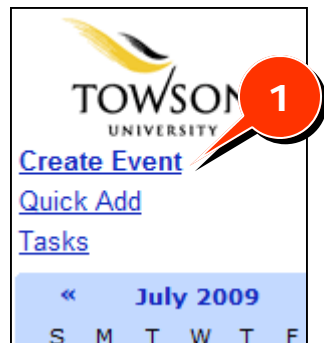 TOWSON
1
UNIVERSITY
Create Event
Quick Add
Tasks
« July 2009
S M T W T F